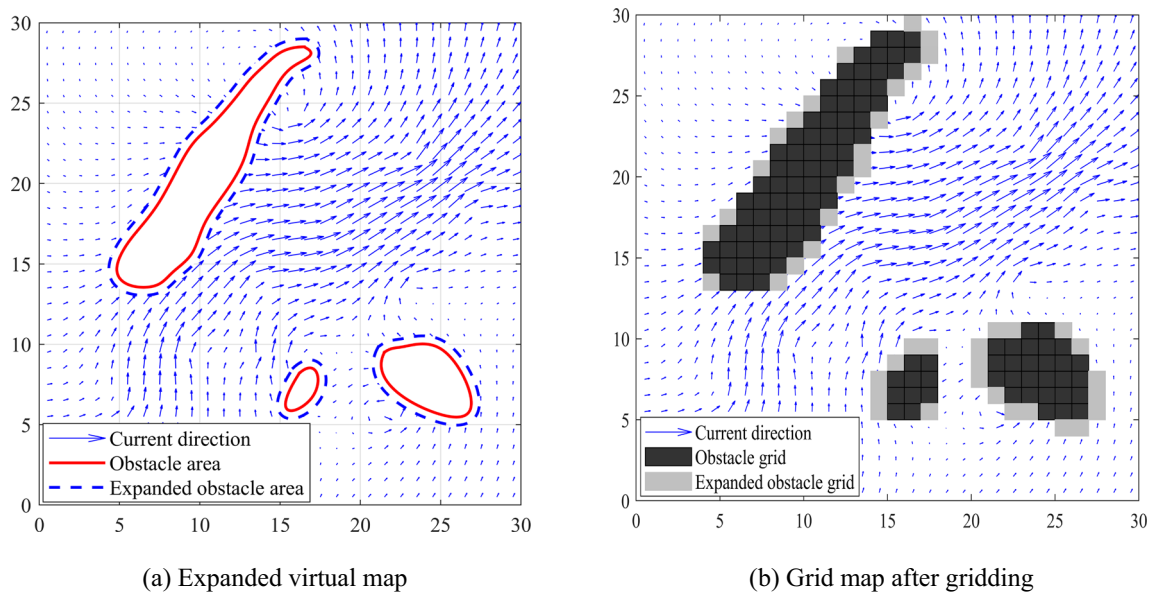 30
25
20
15
10
5
0
0 5 10 15 20 25 30
Current direction
Obstacle area
Expanded obstacle area
(a) Expanded virtual map
30
25
20
15
10
5
0
0 5 10 15 20 25 30
Current direction
Obstacle grid
Expanded obstacle grid
(b) Grid map after gridding